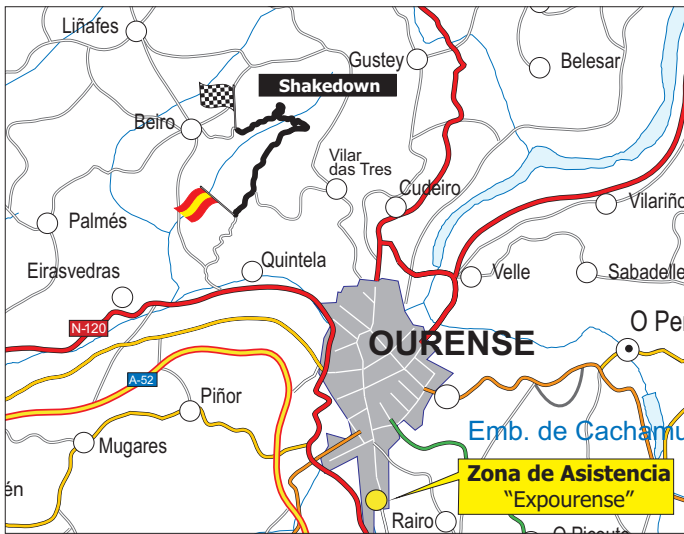 Liñafes
Gustey
Belesar
Shakedown
Beiro
Vilar
das Tres
Cudeiro
Vilariño
Palmés
Eirasvedras
Quintela
Velle
Sabadelle
N-120
OURENSE
O Pe
A-52
Piñor
Emb. de Cachamu
Mugares
Zona de Asistencia
"Expourense"
én
Rairo